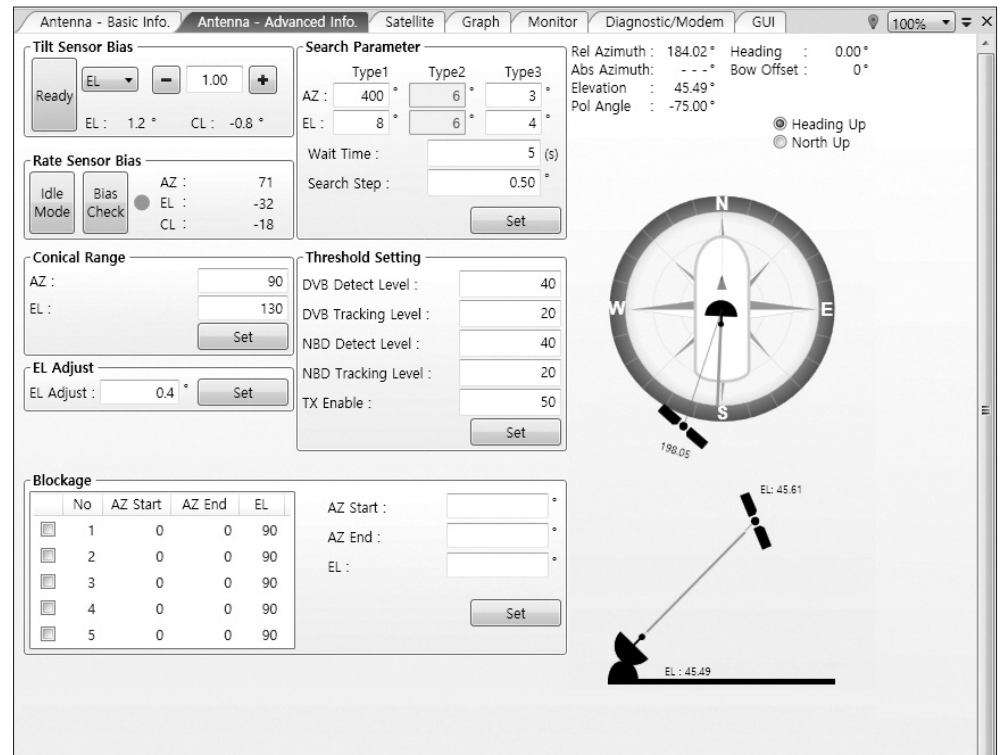 Antenna - Basic Info. Antenna - Advanced Info. Satellite Graph Monitor Diagnostic/Modem GUI 100%
Tilt Sensor Bias
Ready EL 1.00
EL : 1.2 ° CL : -0.8 °
Rate Sensor Bias
Idle Mode Bias Check
AZ : 71
EL : -32
CL : -18
Conical Range
AZ : 90
EL : 130
Set
EL Adjust
EL Adjust : 0.4 ° Set
Search Parameter
Type1 Type2 Type3
AZ : 400 ° 6 ° 3 °
EL : 8 ° 6 ° 4 °
Wait Time : 5 (s)
Search Step : 0.50 °
Set
Threshold Setting
DVB Detect Level : 40
DVB Tracking Level : 20
NBD Detect Level : 40
NBD Tracking Level : 20
TX Enable : 50
Set
Blockage
No AZ Start AZ End EL
1 0 0 90
2 0 0 90
3 0 0 90
4 0 0 90
5 0 0 90
AZ Start : °
AZ End : °
EL : °
Set
Rel Azimuth : 184.02 ° Heading : 0.00 °
Abs Azimuth: - - - ° Bow Offset : 0 °
Elevation : 45.49 °
Pol Angle : -75.00 °
Heading Up
North Up
N
W
E
S
198.05
EL: 45.61
EL : 45.49